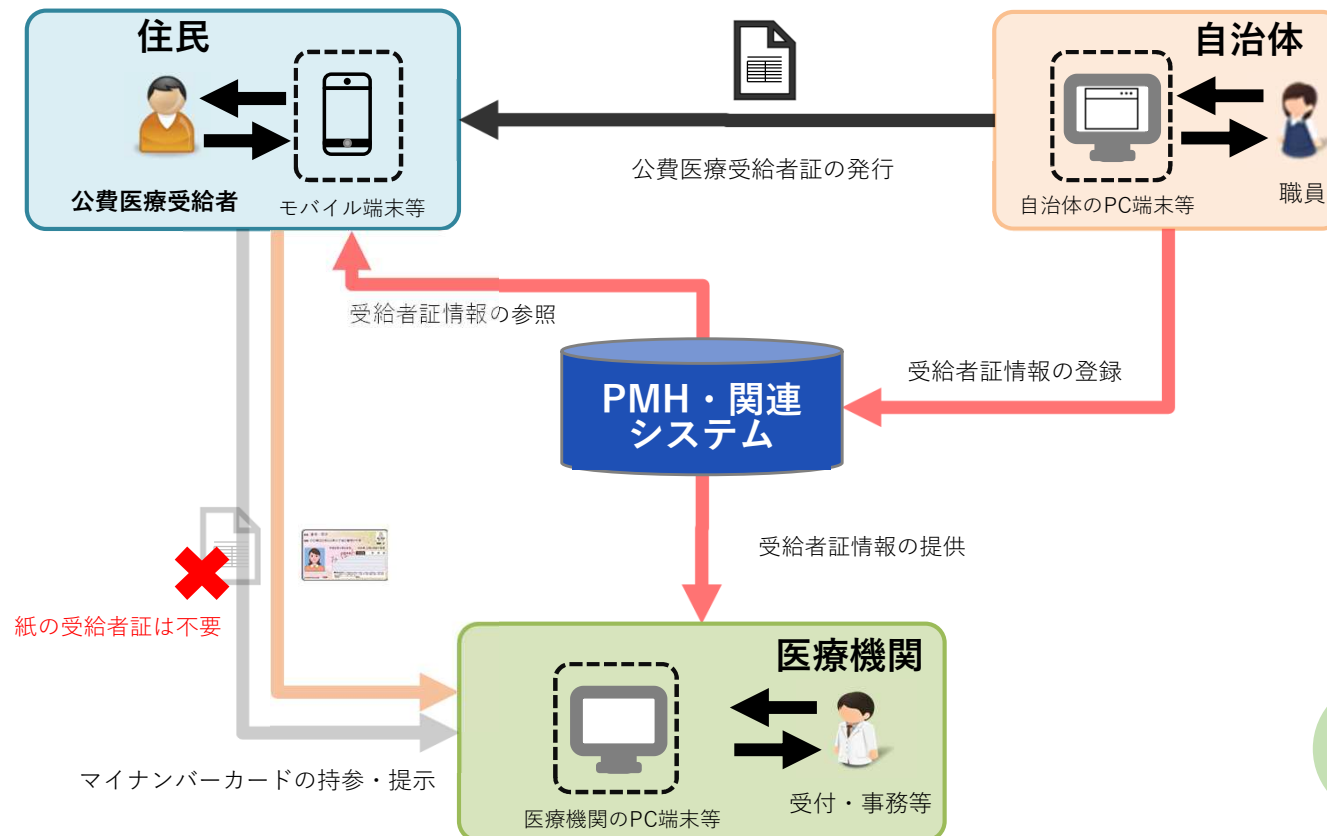 住民
自治体
公費医療受給者証の発行
公費医療受給者
モバイル端末等
自治体のPC端末等
職員
受給者証情報の参照
受給者証情報の登録
PMH・関連
システム
受給者証情報の提供
紙の受給者証は不要
医療機関
マイナンバーカードの持参・提示
医療機関のPC端末等
受付・事務等